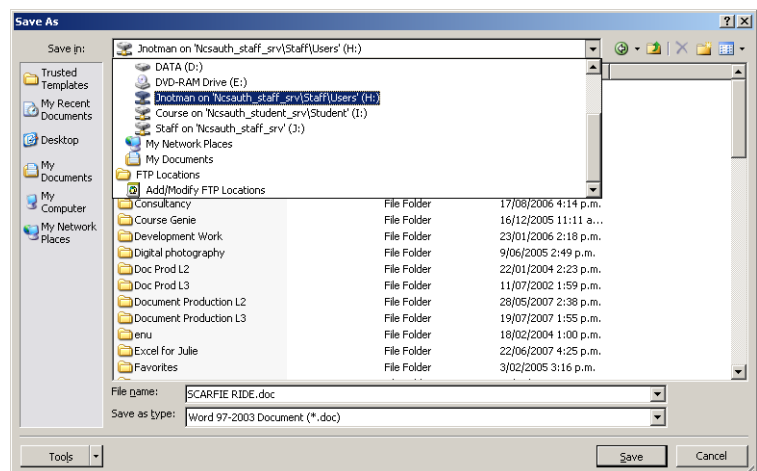 Save As
Save in: Jnotman on 'Ncsauth_staff_srv\Staff\Users' (H:)
Trusted Templates
My Recent Documents
Desktop
My Documents
My Computer
My Network Places
DATA (D:)
DVD-RAM Drive (E:)
Jnotman on 'Ncsauth_staff_srv\Staff\Users' (H:)
Course on 'Ncsauth_student_srv\Student' (I:)
Staff on 'Ncsauth_staff_srv' (J:)
My Network Places
My Documents
FTP Locations
Add/Modify FTP Locations
Consultancy File Folder 17/08/2006 4:14 p.m.
Course Genie File Folder 16/12/2005 11:11 a...
Development Work File Folder 23/01/2006 2:18 p.m.
Digital photography File Folder 9/06/2005 2:49 p.m.
Doc Prod L2 File Folder 22/01/2004 2:23 p.m.
Doc Prod L3 File Folder 11/07/2002 1:59 p.m.
Document Production L2 File Folder 28/05/2007 2:38 p.m.
Document Production L3 File Folder 19/07/2007 1:55 p.m.
enu File Folder 18/02/2004 1:00 p.m.
Excel for Julie File Folder 22/06/2007 4:25 p.m.
Favorites File Folder 3/02/2005 3:16 p.m.
File name: SCARFIE RIDE.doc
Save as type: Word 97-2003 Document (*.doc)
Tools Save Cancel